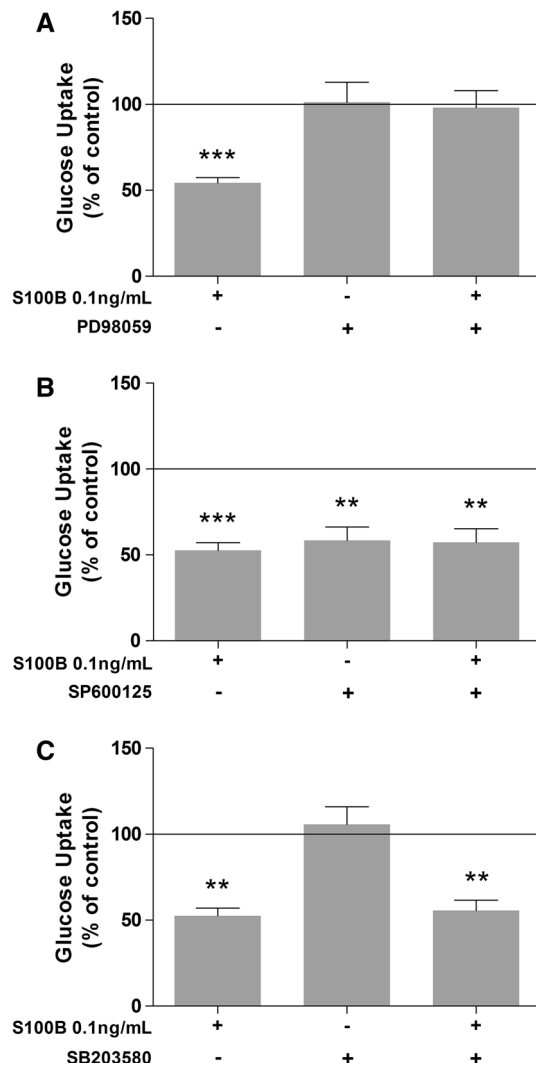 A
Glucose Uptake
(% of control)
150
100
50
0
***
S100B 0.1ng/mL + - +
PD98059 - + +
B
Glucose Uptake
(% of control)
150
100
50
0
*** ** **
S100B 0.1ng/mL + - +
SP600125 - + +
C
Glucose Uptake
(% of control)
150
100
50
0
** **
S100B 0.1ng/mL + - +
SB203580 - + +